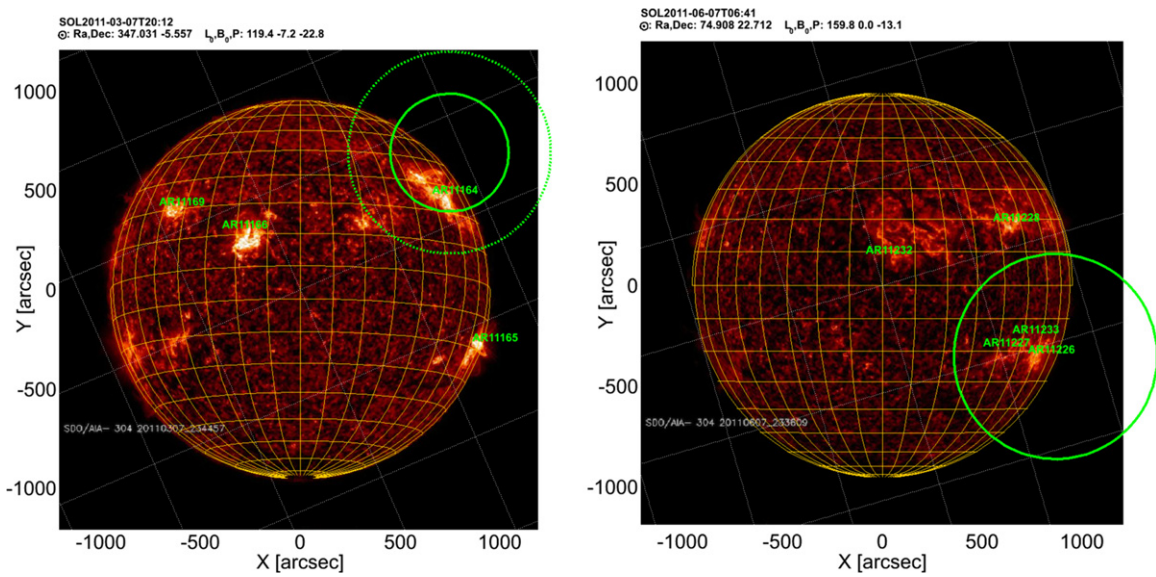 SOL2011-03-07T20:12
⊙: Ra,Dec: 347.031 -5.557 L₀,B₀,P: 119.4 -7.2 -22.8
1000
500
0
-500
-1000
Y [arcsec]
AR11164
AR11169
AR11166
AR11165
SDO/AIA- 304 20110307_234457
-1000
-500
0
500
1000
X [arcsec]
SOL2011-06-07T06:41
⊙: Ra,Dec: 74.908 22.712 L₀,B₀,P: 159.8 0.0 -13.1
1000
500
0
-500
-1000
Y [arcsec]
AR11228
AR11232
AR11233
AR11227
AR11226
SDO/AIA- 304 20110607_233609
-1000
-500
0
500
1000
X [arcsec]